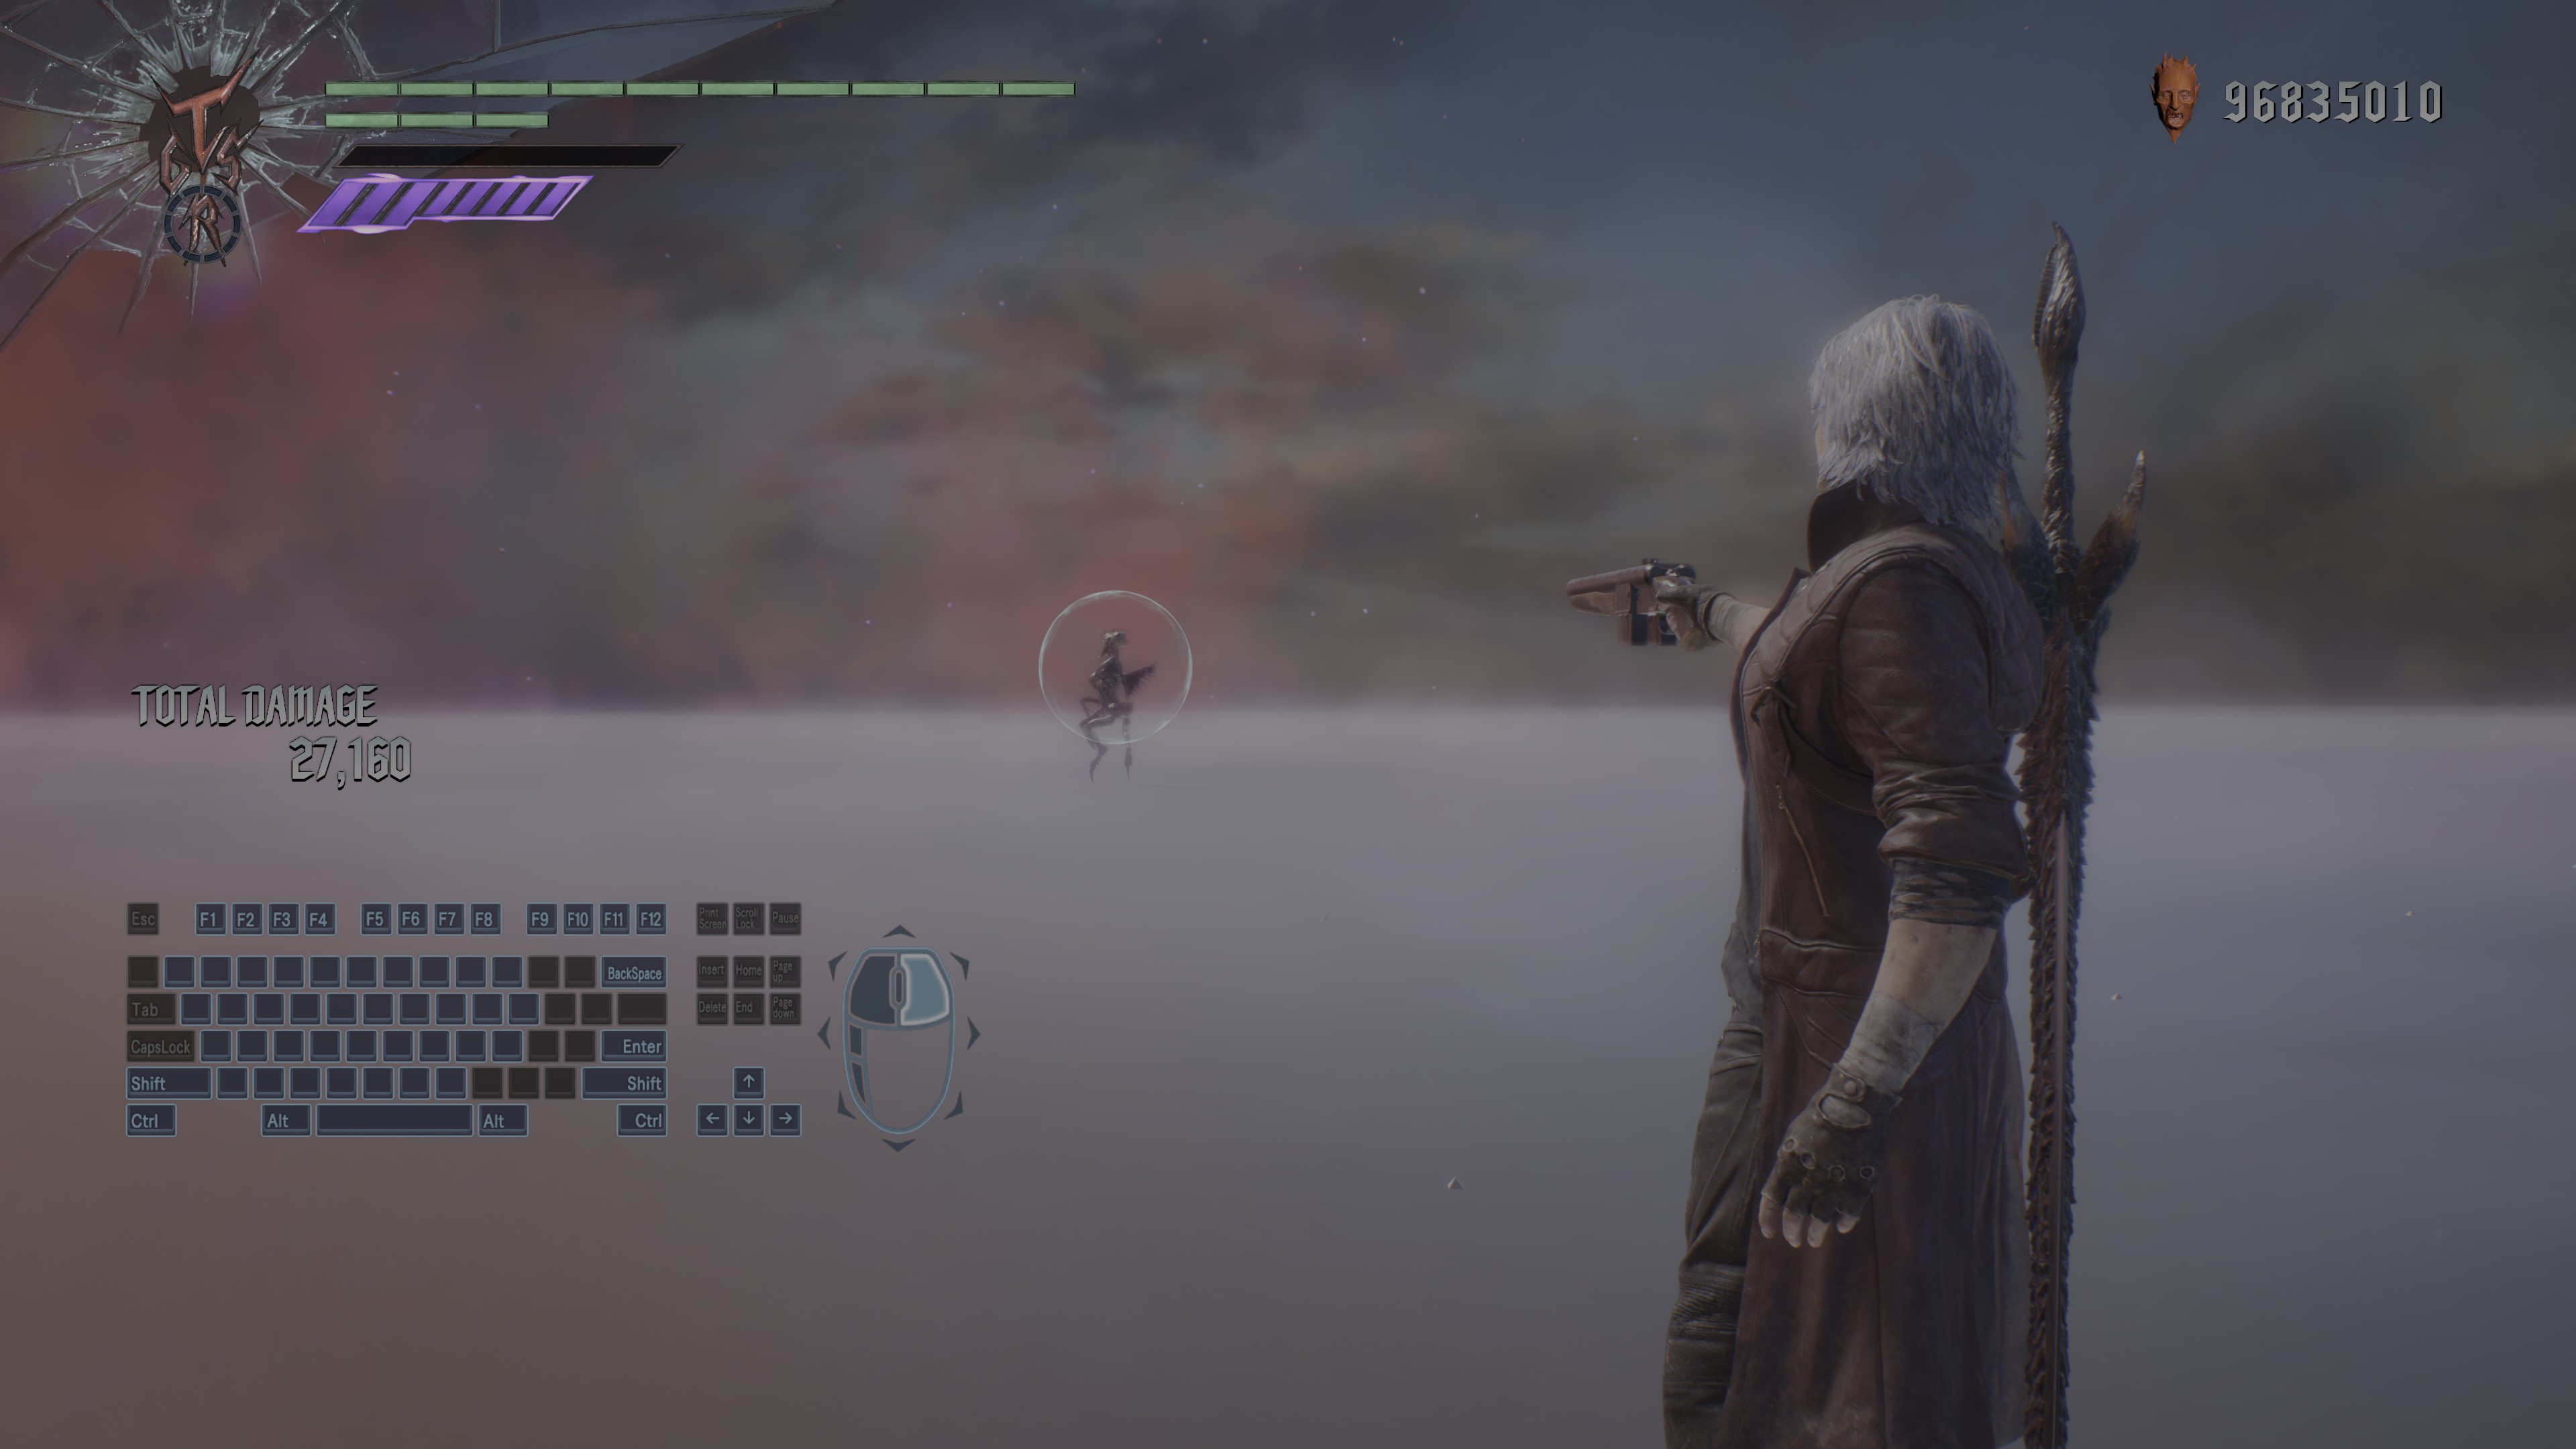 96835010
TOTAL DAMAGE
27,160
Esc F1 F2 F3 F4 F5 F6 F7 F8 F9 F10 F11 F12 Print Screen Scroll Lock Pause
BackSpace Insert Home Page up
Tab Delete End Page down
CapsLock Enter
Shift Shift ↑
Ctrl Alt Alt Ctrl ← ↓ →